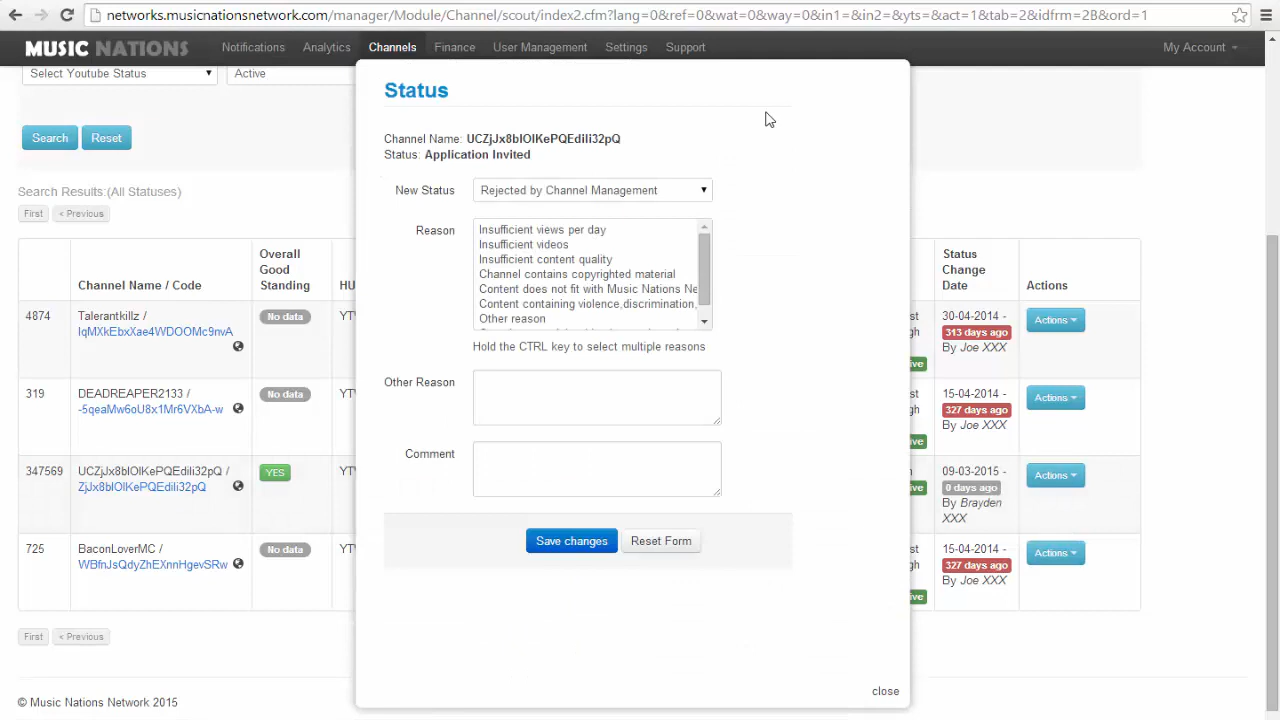 networks.musicnationsnetwork.com/manager/Module/Channel/scout/index2.cfm?lang=0&ref=0&wat=0&way=0&in1=&in2=&yts=&act=1&tab=2&idfrm=2B&ord=1
MUSIC NATIONS Notifications Analytics Channels Finance User Management Settings Support My Account
Select Youtube Status Active
Search Reset
Search Results:(All Statuses)
First < Previous
Channel Name / Code Overall Good Standing Status Change Date Actions
4874 Talerantkillz / No data 30-04-2014 - Actions
lqMXkEbxXae4WDOOMc9nvA 313 days ago
By Joe XXX
319 DEADREAPER2133 / No data 15-04-2014 - Actions
-5qeaMw6oU8x1Mr6VXbA-w 327 days ago
By Joe XXX
347569 UCZjJx8blOlKePQEdili32pQ / YES 09-03-2015 - Actions
ZjJx8blOlKePQEdili32pQ 0 days ago
By Brayden
XXX
725 BaconLoverMC / No data 15-04-2014 - Actions
WBfnJsQdyZhEXnnHgevSRw 327 days ago
By Joe XXX
First < Previous
© Music Nations Network 2015
Status
Channel Name: UCZjJx8blOlKePQEdili32pQ
Status: Application Invited
New Status Rejected by Channel Management
Reason
Insufficient views per day
Insufficient videos
Insufficient content quality
Channel contains copyrighted material
Content does not fit with Music Nations Ne
Content containing violence,discrimination,
Other reason
Hold the CTRL key to select multiple reasons
Other Reason
Comment
Save changes Reset Form
close